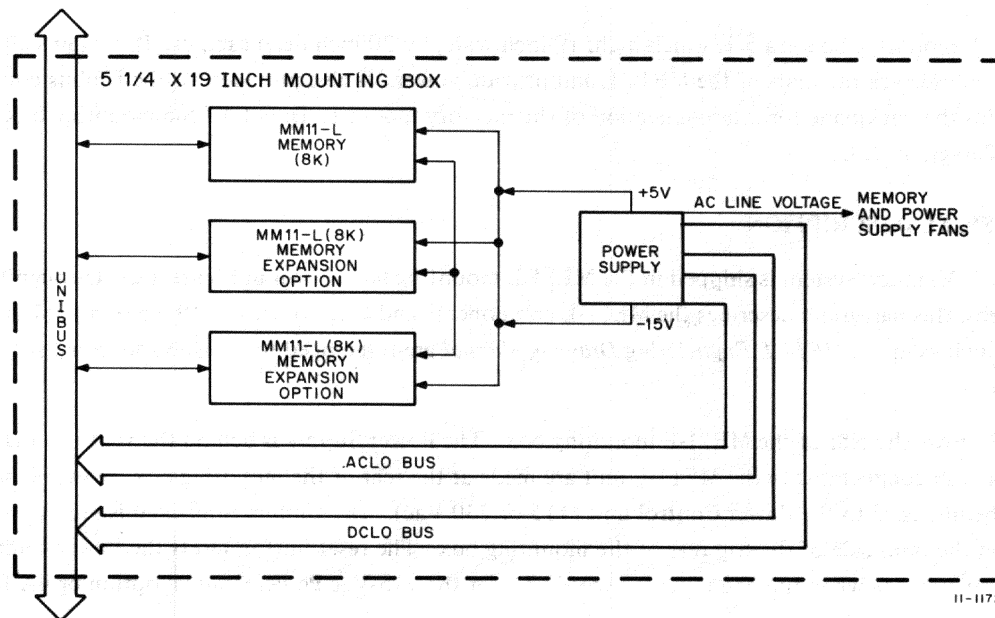 5 1/4 X 19 INCH MOUNTING BOX
MM11-L
MEMORY
(8K)
MM11-L(8K)
MEMORY
EXPANSION
OPTION
MM11-L(8K)
MEMORY
EXPANSION
OPTION
UNIBUS
+5V
POWER
SUPPLY
-15V
AC LINE VOLTAGE
MEMORY
AND POWER
SUPPLY FANS
ACLO BUS
DCLO BUS